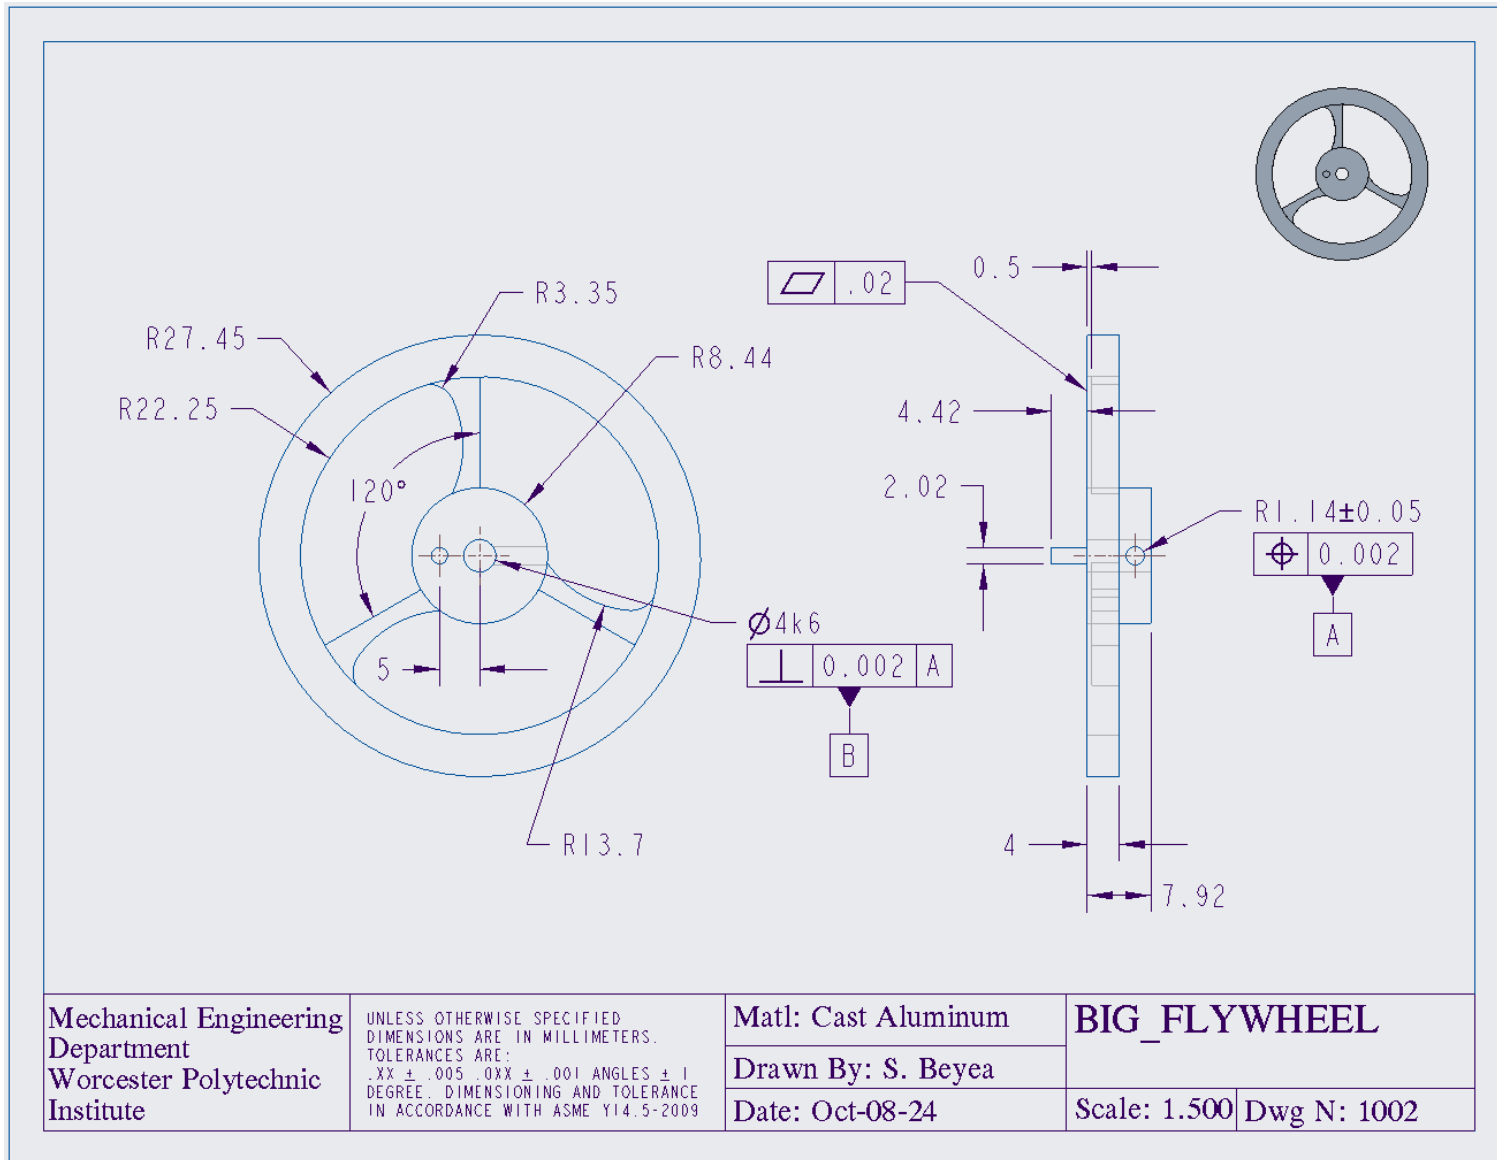 0.5
.02
R3.35
R27.45
R8.44
R22.25
4.42
120°
2.02
R1.14±0.05
0.002
A
Ø4k6
5
0.002 A
B
R13.7
4
7.92
Mechanical Engineering
Department
Worcester Polytechnic
Institute
UNLESS OTHERWISE SPECIFIED
DIMENSIONS ARE IN MILLIMETERS.
TOLERANCES ARE:
.XX ± .005 .0XX ± .001 ANGLES ± 1
DEGREE. DIMENSIONING AND TOLERANCE
IN ACCORDANCE WITH ASME Y14.5-2009
Matl: Cast Aluminum
Drawn By: S. Beyea
Date: Oct-08-24
BIG_FLYWHEEL
Scale: 1.500 Dwg N: 1002